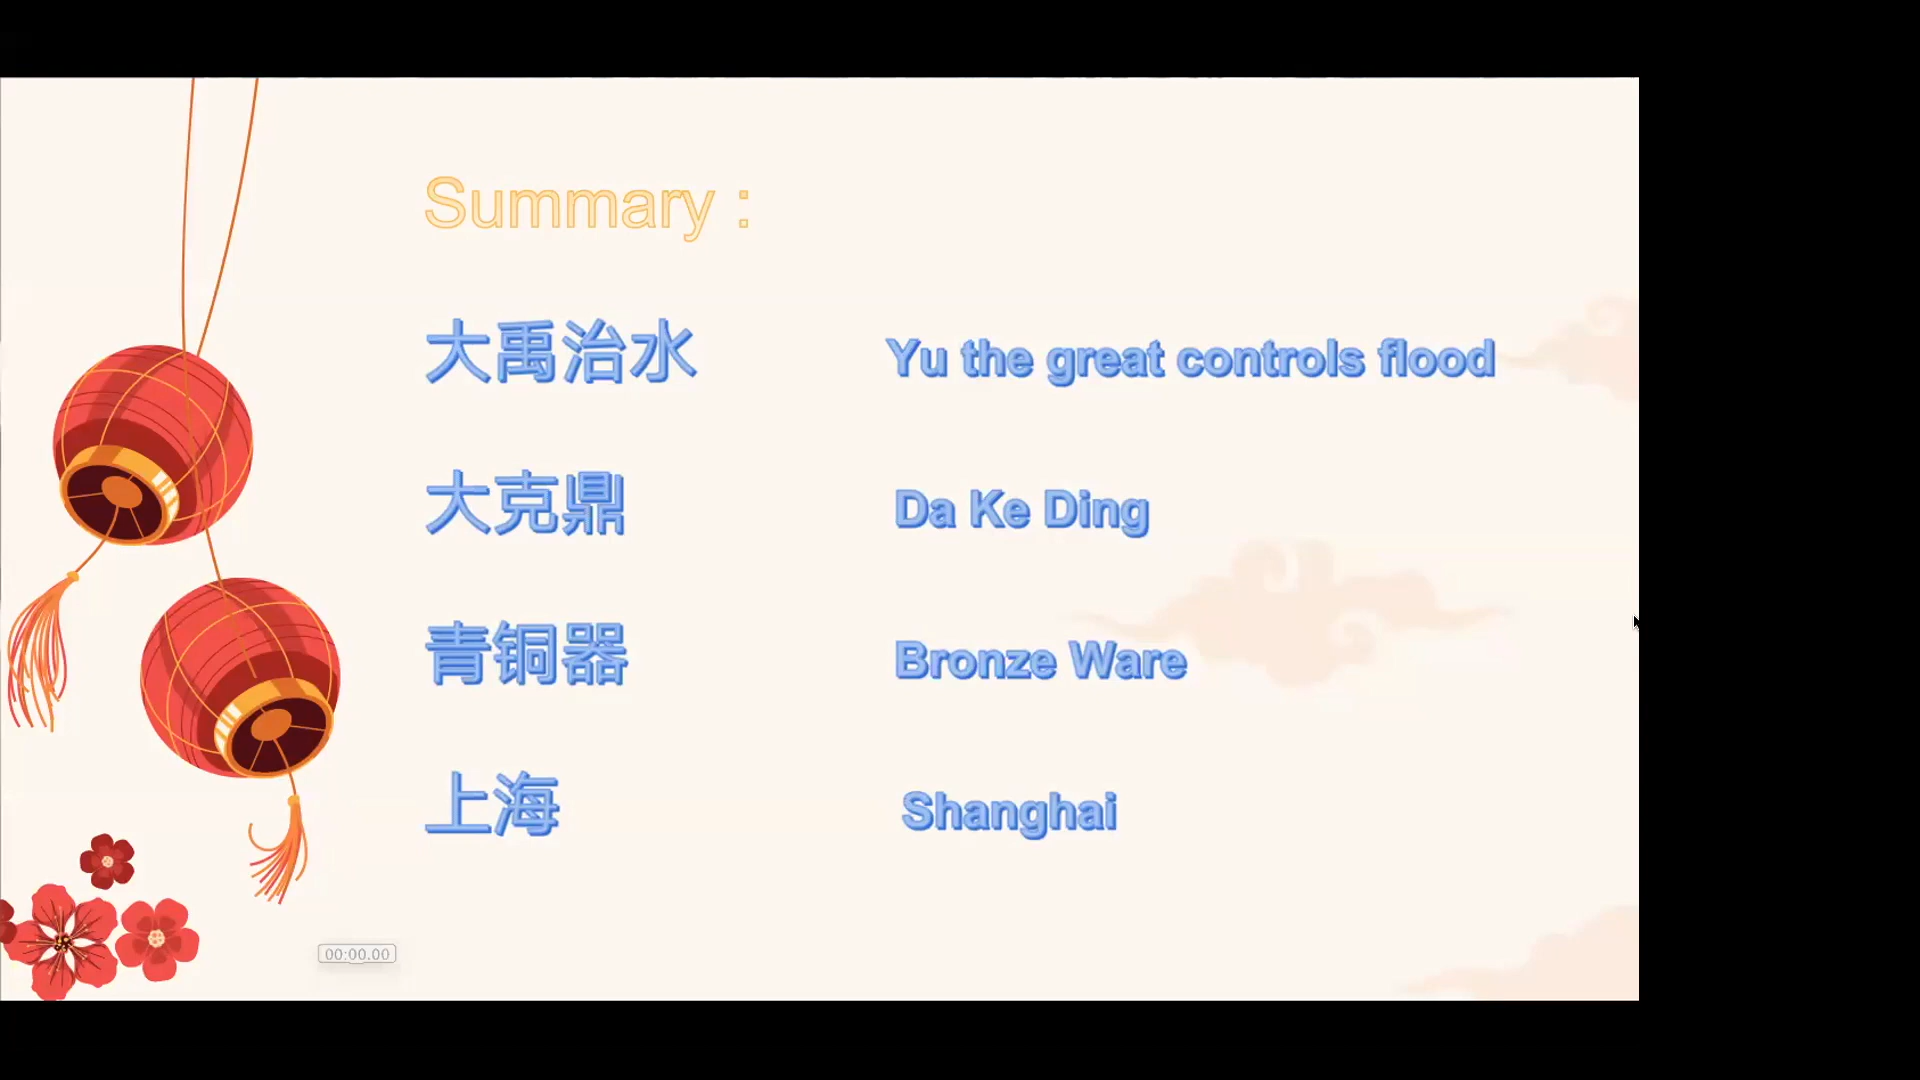 Summary :
大禹治水 Yu the great controls flood
大克鼎 Da Ke Ding
青铜器 Bronze Ware
上海 Shanghai
00:00.00